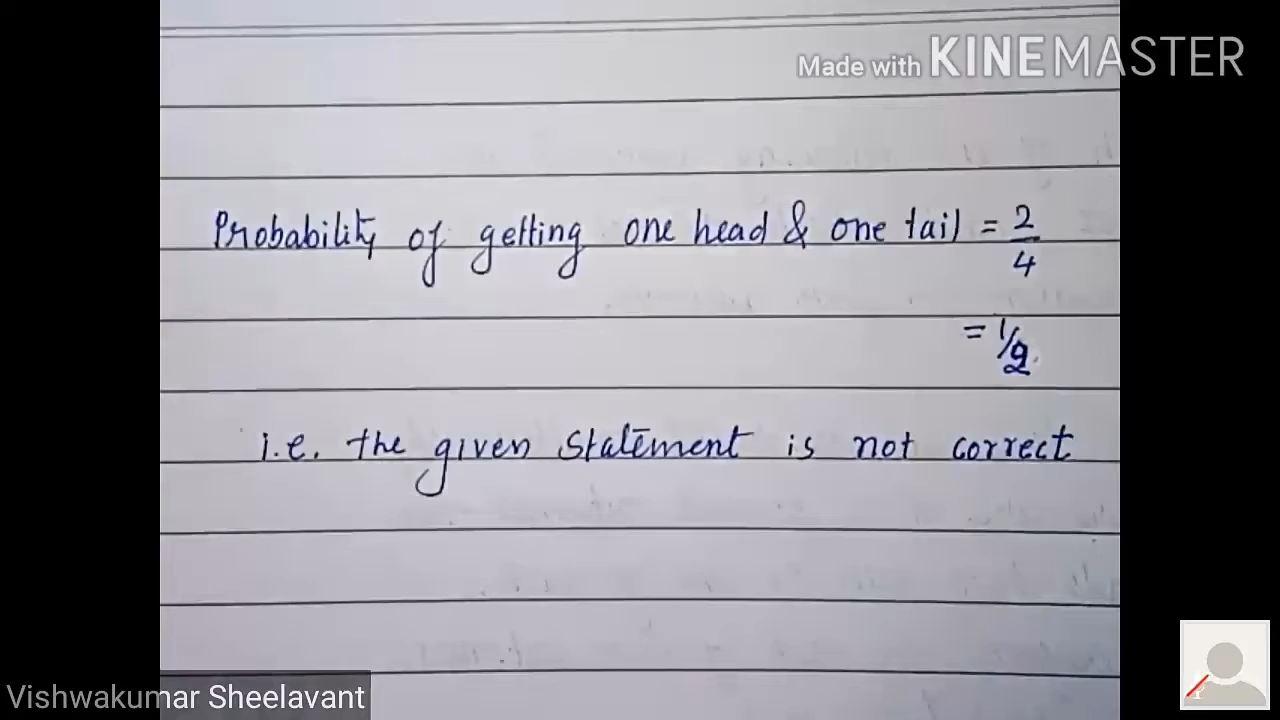 Made with KINEMASTER
Probability of getting one head & one tail = 2/4
= 1/2.
i.e. the given statement is not correct
Vishwakumar Sheelavant